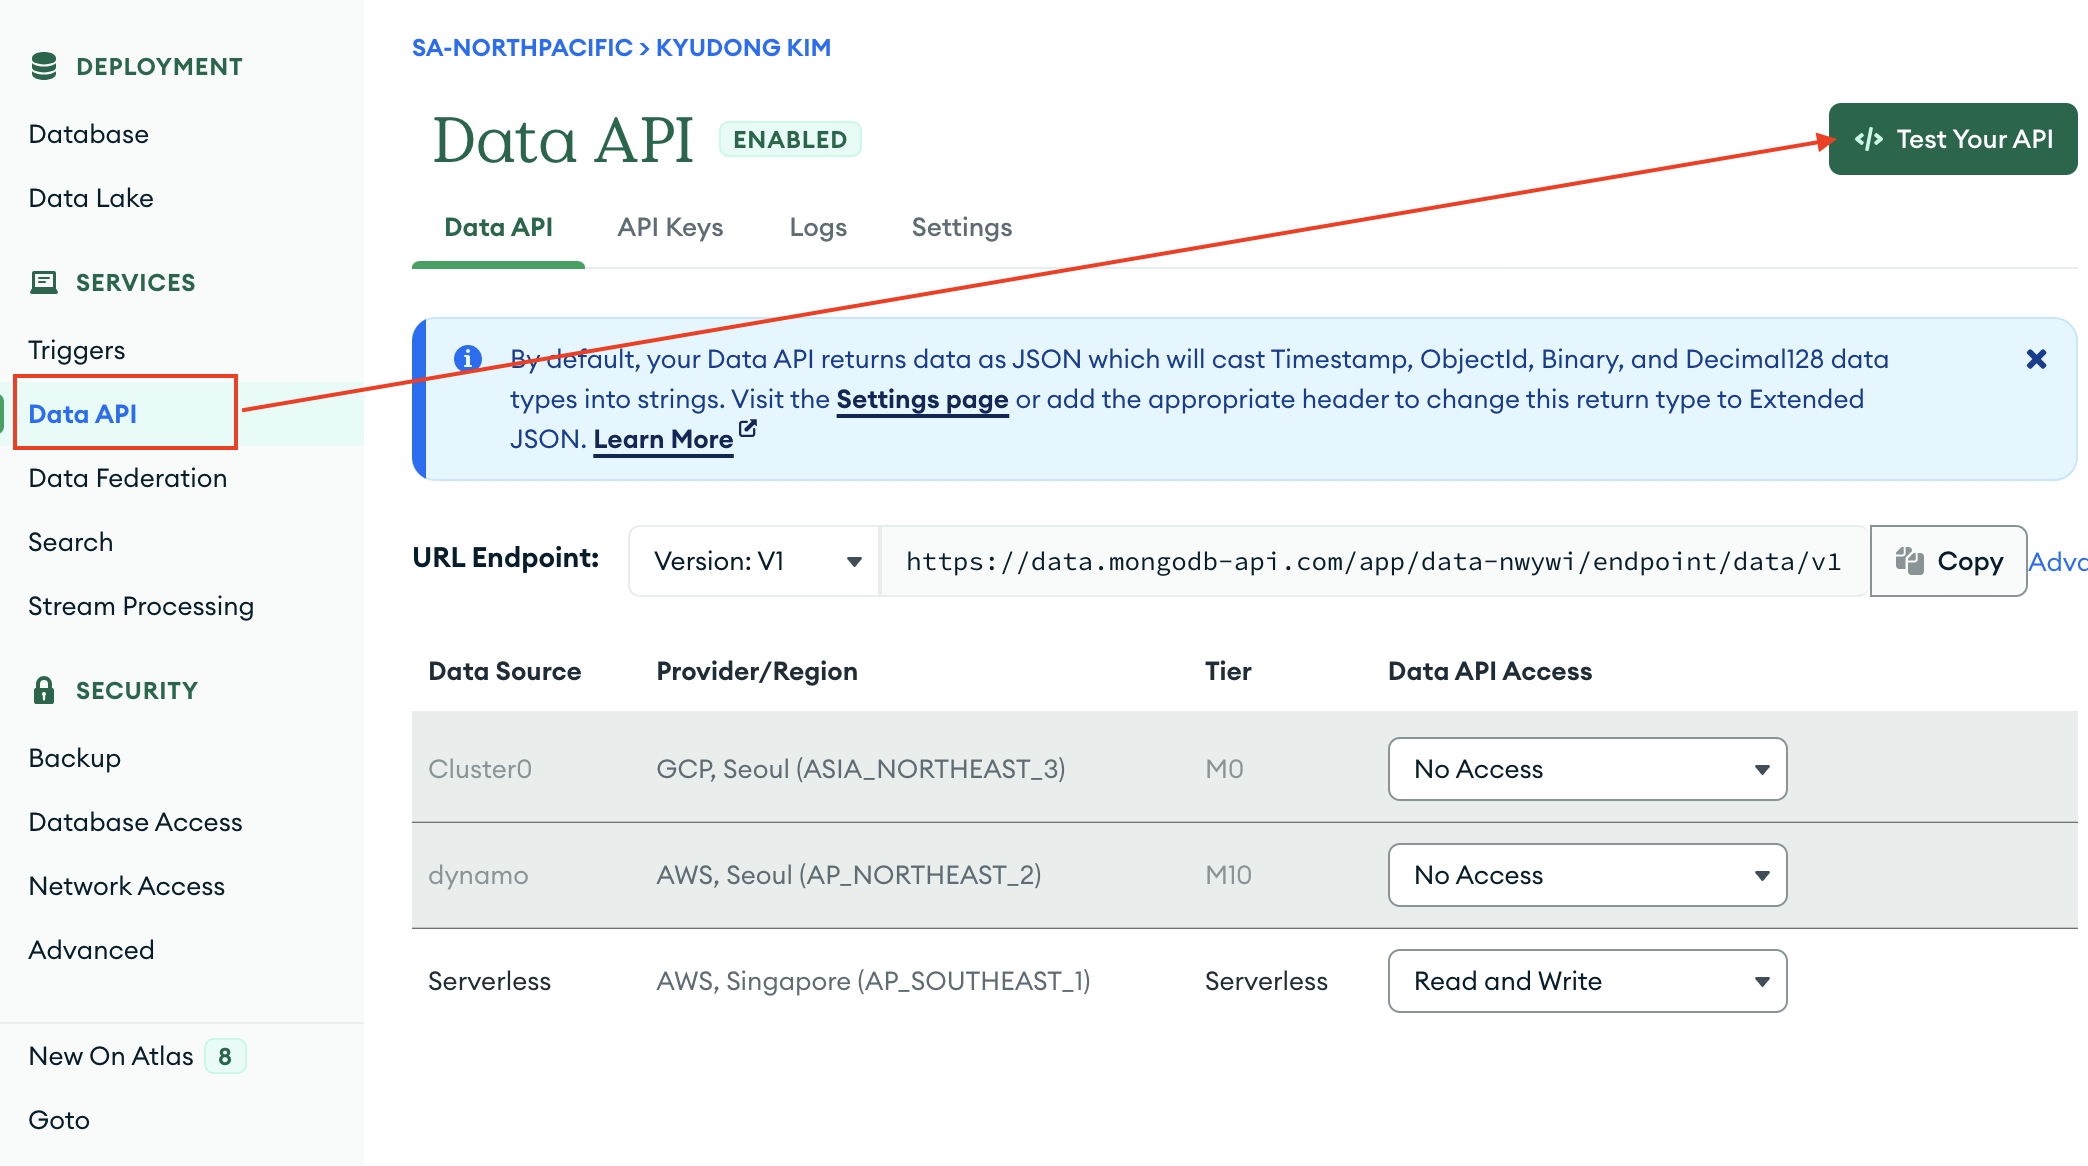 DEPLOYMENT
Database
Data Lake
SERVICES
Triggers
Data API
Data Federation
Search
Stream Processing
SECURITY
Backup
Database Access
Network Access
Advanced
New On Atlas 8
Goto
SA-NORTHPACIFIC > KYUDONG KIM
Data API ENABLED
</> Test Your API
Data API API Keys Logs Settings
By default, your Data API returns data as JSON which will cast Timestamp, ObjectId, Binary, and Decimal128 data
types into strings. Visit the Settings page or add the appropriate header to change this return type to Extended
JSON. Learn More
URL Endpoint: Version: V1 https://data.mongodb-api.com/app/data-nwywi/endpoint/data/v1 Copy
Data Source Provider/Region Tier Data API Access
Cluster0 GCP, Seoul (ASIA_NORTHEAST_3) M0 No Access
dynamo AWS, Seoul (AP_NORTHEAST_2) M10 No Access
Serverless AWS, Singapore (AP_SOUTHEAST_1) Serverless Read and Write